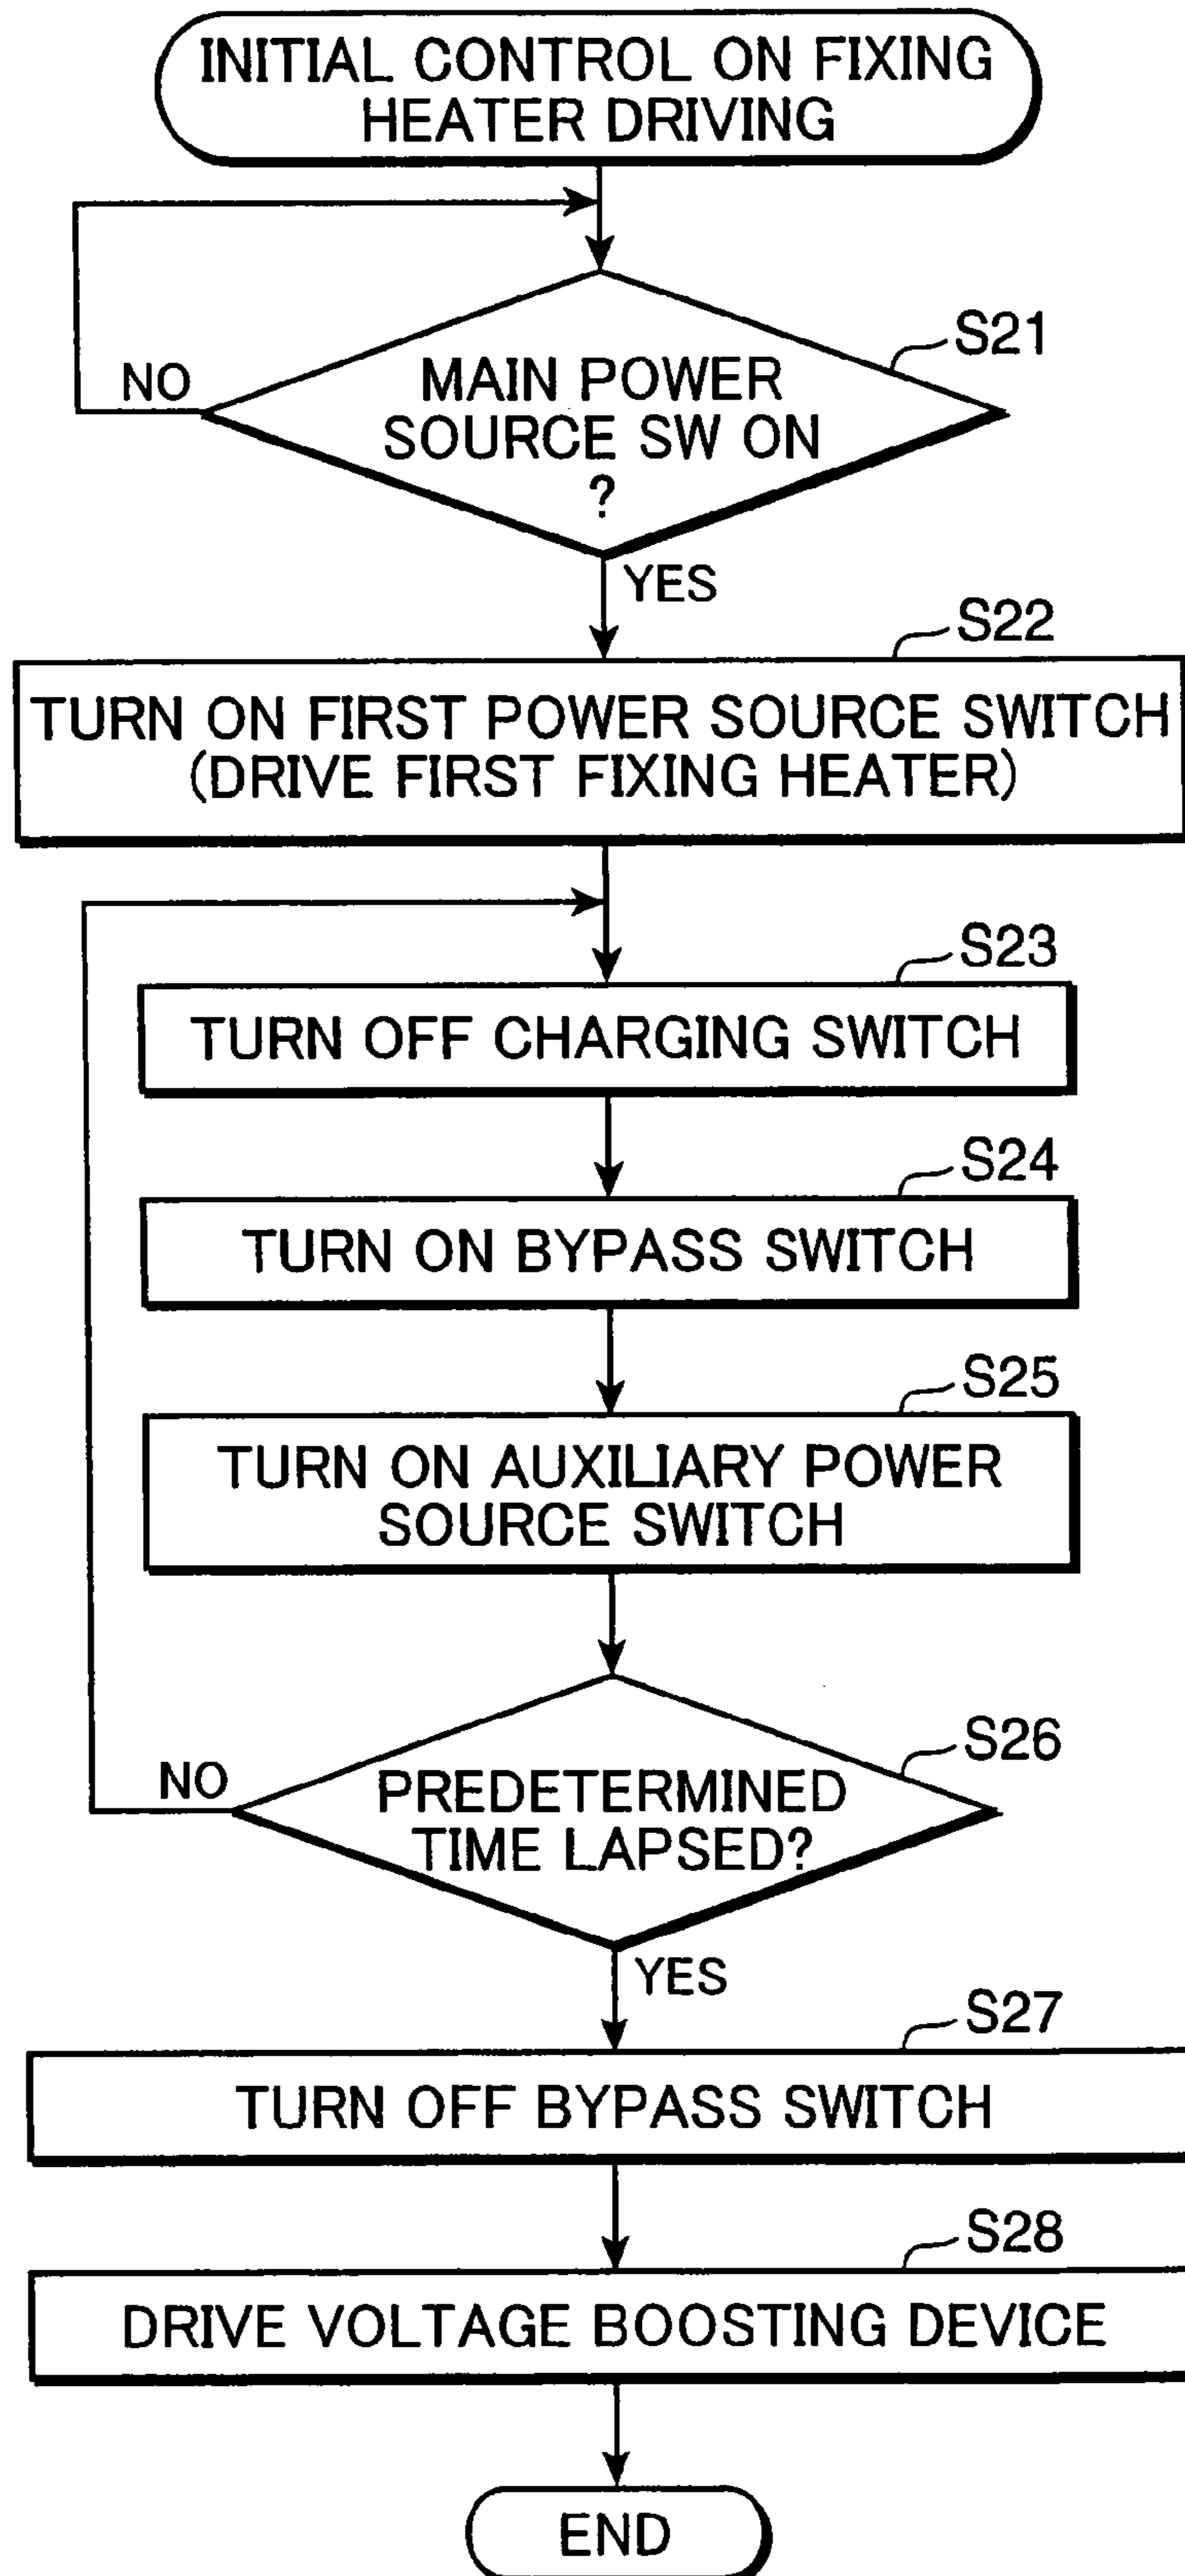 INITIAL CONTROL ON FIXING
HEATER DRIVING
S21
NO
MAIN POWER
SOURCE SW ON
?
YES
S22
TURN ON FIRST POWER SOURCE SWITCH
(DRIVE FIRST FIXING HEATER)
S23
TURN OFF CHARGING SWITCH
S24
TURN ON BYPASS SWITCH
S25
TURN ON AUXILIARY POWER
SOURCE SWITCH
S26
NO
PREDETERMINED
TIME LAPSED?
YES
S27
TURN OFF BYPASS SWITCH
S28
DRIVE VOLTAGE BOOSTING DEVICE
END